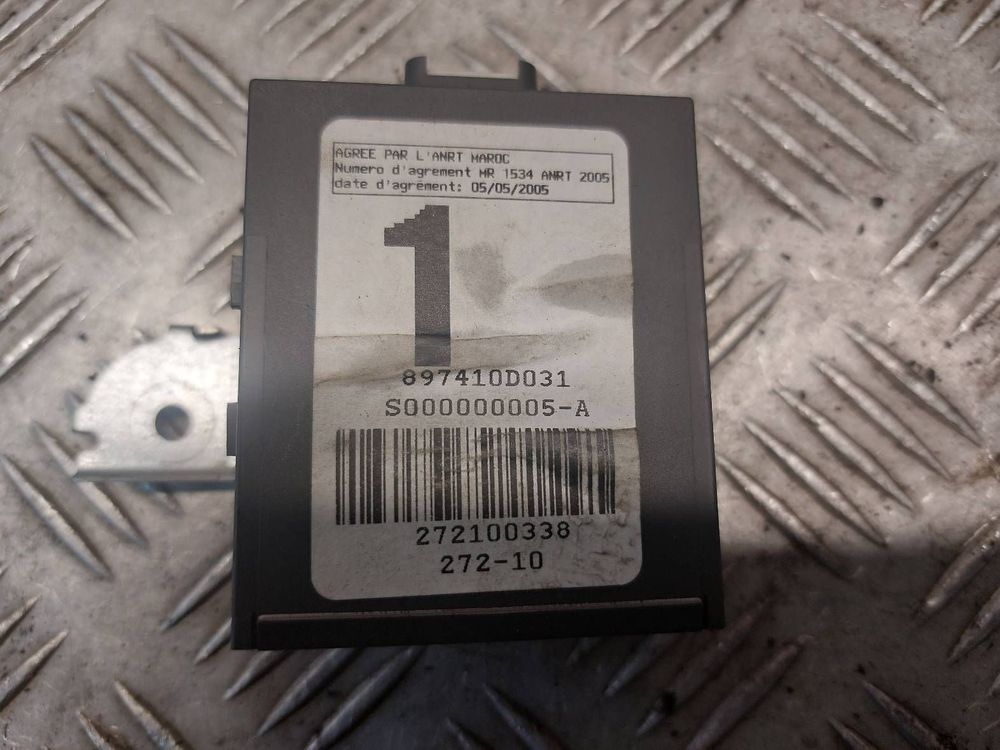 AGREE PAR L'ANRT MAROC
Numero d'agrement MR 1534 ANRT 2005
date d'agrément: 05/05/2005
1
897410D031
S000000005-A
272100338
272-10